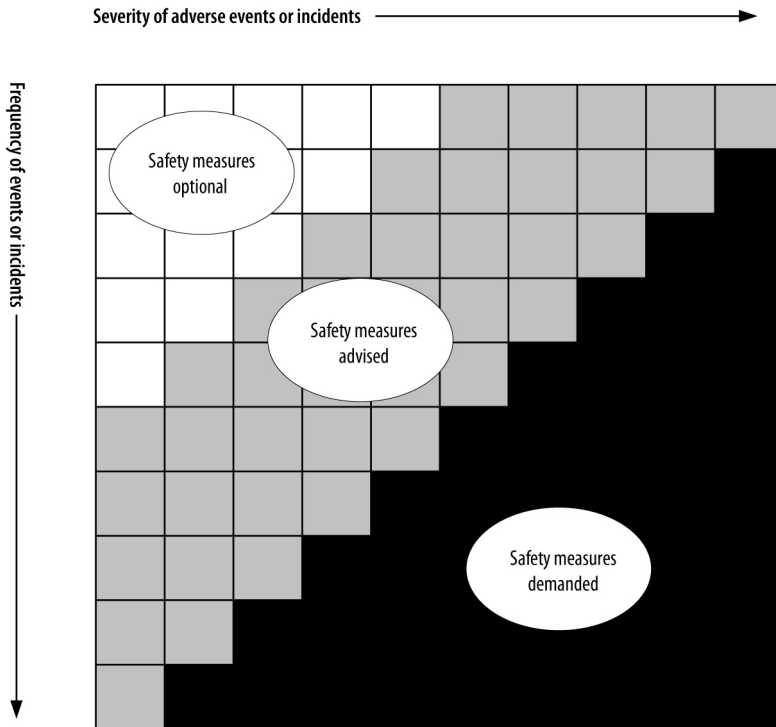 Severity of adverse events or incidents
Frequency of events or incidents
Safety measures
optional
Safety measures
advised
Safety measures
demanded